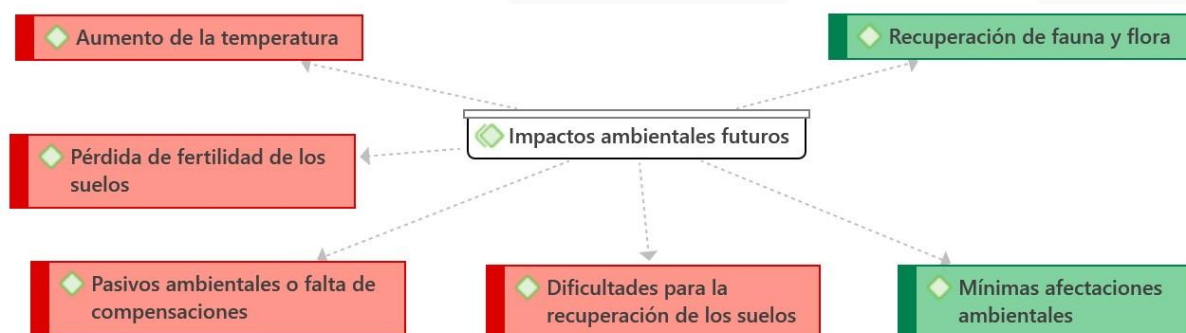 Aumento de la temperatura
Recuperación de fauna y flora
Impactos ambientales futuros
Pérdida de fertilidad de los
suelos
Pasivos ambientales o falta de
compensaciones
Dificultades para la
recuperación de los suelos
Mínimas afectaciones
ambientales